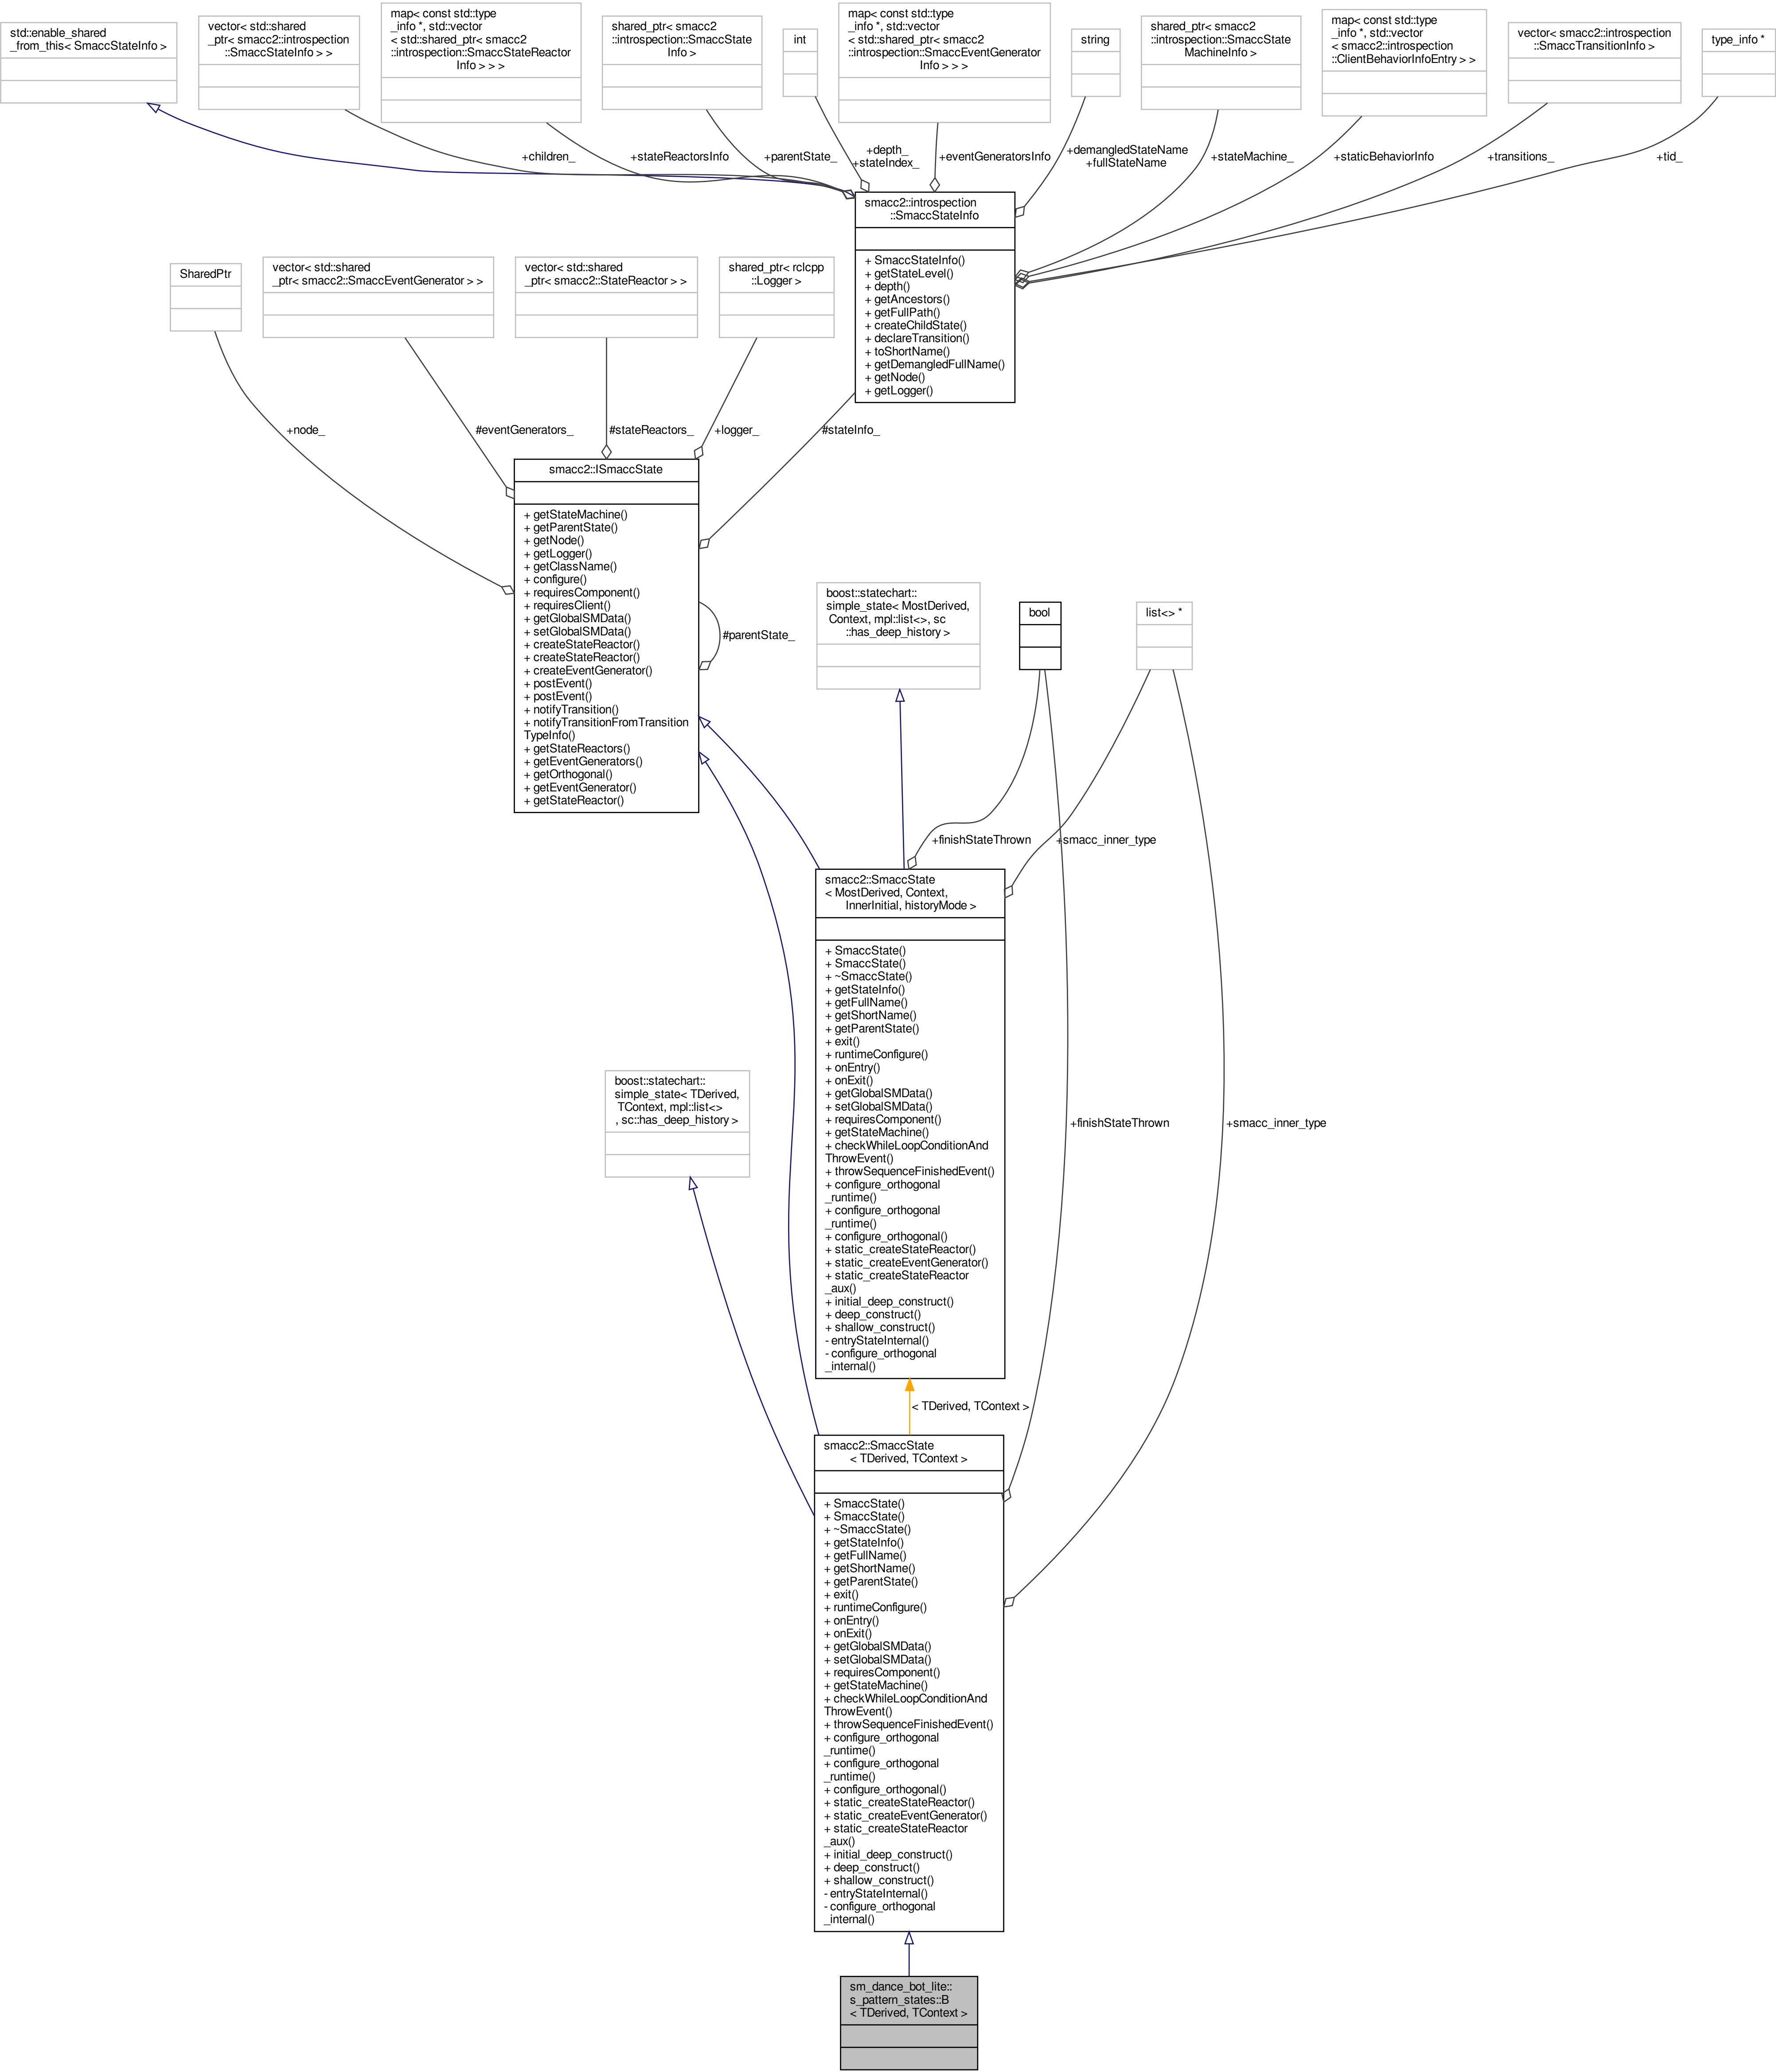 std::enable_shared
_from_this< SmaccStateInfo >
vector< std::shared
_ptr< smacc2::introspection
::SmaccStateInfo > >
map< const std::type
_info *, std::vector
< std::shared_ptr< smacc2
::introspection::SmaccStateReactor
Info > > >
shared_ptr< smacc2
::introspection::SmaccState
Info >
int
map< const std::type
_info *, std::vector
< std::shared_ptr< smacc2
::introspection::SmaccEventGenerator
Info > > >
string
shared_ptr< smacc2
::introspection::SmaccState
MachineInfo >
map< const std::type
_info *, std::vector
< smacc2::introspection
::ClientBehaviorInfoEntry > >
vector< smacc2::introspection
::SmaccTransitionInfo >
type_info *
+children_
+stateReactorsInfo
+parentState_
+depth_
+stateIndex_
+eventGeneratorsInfo
+demangledStateName
+fullStateName
+stateMachine_
+staticBehaviorInfo
+transitions_
+tid_
smacc2::introspection
::SmaccStateInfo
+ SmaccStateInfo()
+ getStateLevel()
+ depth()
+ getAncestors()
+ getFullPath()
+ createChildState()
+ declareTransition()
+ toShortName()
+ getDemangledFullName()
+ getNode()
+ getLogger()
SharedPtr
vector< std::shared
_ptr< smacc2::SmaccEventGenerator > >
vector< std::shared
_ptr< smacc2::StateReactor > >
shared_ptr< rclcpp
::Logger >
+node_
#eventGenerators_
#stateReactors_
+logger_
#stateInfo_
smacc2::ISmaccState
+ getStateMachine()
+ getParentState()
+ getNode()
+ getLogger()
+ getClassName()
+ configure()
+ requiresComponent()
+ requiresClient()
+ getGlobalSMData()
+ setGlobalSMData()
+ createStateReactor()
+ createStateReactor()
+ createEventGenerator()
+ postEvent()
+ postEvent()
+ notifyTransition()
+ notifyTransitionFromTransition
TypeInfo()
+ getStateReactors()
+ getEventGenerators()
+ getOrthogonal()
+ getEventGenerator()
+ getStateReactor()
#parentState_
boost::statechart::
simple_state< MostDerived,
Context, mpl::list<>, sc
::has_deep_history >
bool
list<> *
+finishStateThrown
+smacc_inner_type
smacc2::SmaccState
< MostDerived, Context,
InnerInitial, historyMode >
+ SmaccState()
+ SmaccState()
+ ~SmaccState()
+ getStateInfo()
+ getFullName()
+ getShortName()
+ getParentState()
+ exit()
+ runtimeConfigure()
+ onEntry()
+ onExit()
+ getGlobalSMData()
+ setGlobalSMData()
+ requiresComponent()
+ getStateMachine()
+ checkWhileLoopConditionAnd
ThrowEvent()
+ throwSequenceFinishedEvent()
+ configure_orthogonal
_runtime()
+ configure_orthogonal
_runtime()
+ configure_orthogonal()
+ static_createStateReactor()
+ static_createEventGenerator()
+ static_createStateReactor
_aux()
+ initial_deep_construct()
+ deep_construct()
+ shallow_construct()
- entryStateInternal()
- configure_orthogonal
_internal()
boost::statechart::
simple_state< TDerived,
TContext, mpl::list<>
, sc::has_deep_history >
+finishStateThrown
+smacc_inner_type
< TDerived, TContext >
smacc2::SmaccState
< TDerived, TContext >
+ SmaccState()
+ SmaccState()
+ ~SmaccState()
+ getStateInfo()
+ getFullName()
+ getShortName()
+ getParentState()
+ exit()
+ runtimeConfigure()
+ onEntry()
+ onExit()
+ getGlobalSMData()
+ setGlobalSMData()
+ requiresComponent()
+ getStateMachine()
+ checkWhileLoopConditionAnd
ThrowEvent()
+ throwSequenceFinishedEvent()
+ configure_orthogonal
_runtime()
+ configure_orthogonal
_runtime()
+ configure_orthogonal()
+ static_createStateReactor()
+ static_createEventGenerator()
+ static_createStateReactor
_aux()
+ initial_deep_construct()
+ deep_construct()
+ shallow_construct()
- entryStateInternal()
- configure_orthogonal
_internal()
sm_dance_bot_lite::
s_pattern_states::B
< TDerived, TContext >